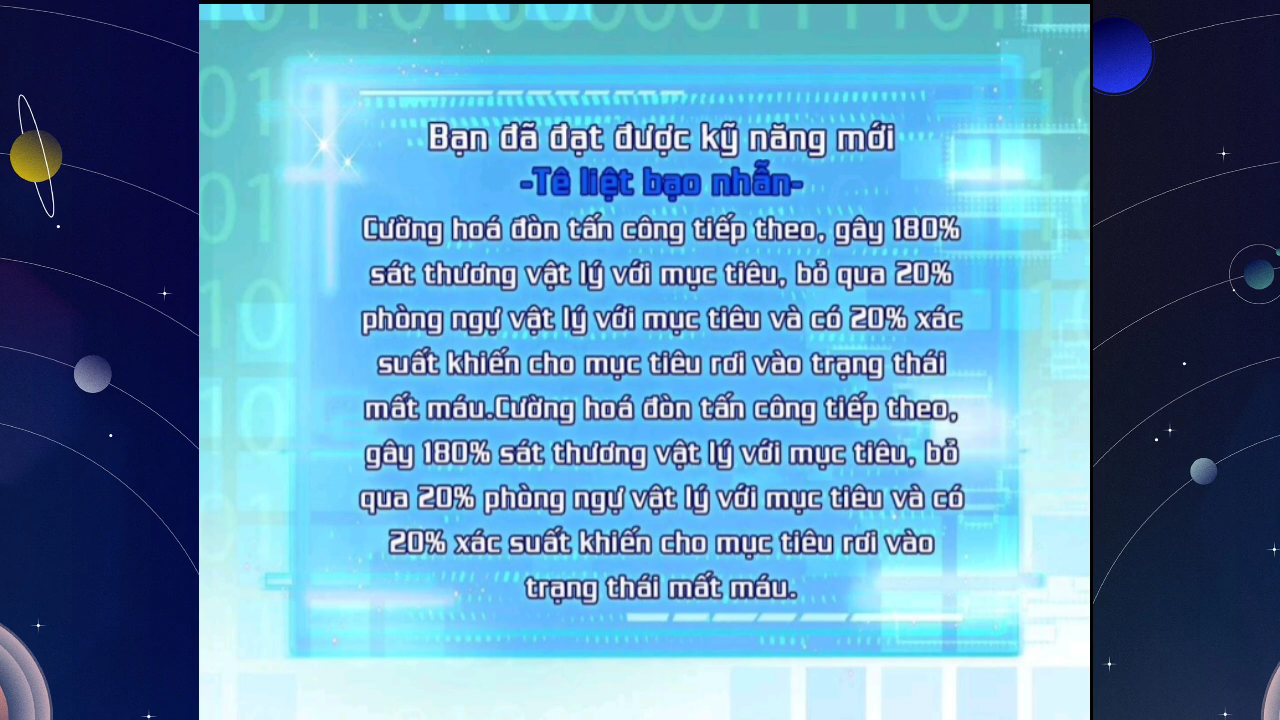 Bạn đã đạt được kỹ năng mới
-Tê liệt bạo nhẫn-
Cường hoá đòn tấn công tiếp theo, gây 180%
sát thương vật lý với mục tiêu, bỏ qua 20%
phòng ngự vật lý với mục tiêu và có 20% xác
suất khiến cho mục tiêu rơi vào trạng thái
mất máu.Cường hoá đòn tấn công tiếp theo,
gây 180% sát thương vật lý với mục tiêu, bỏ
qua 20% phòng ngự vật lý với mục tiêu và có
20% xác suất khiến cho mục tiêu rơi vào
trạng thái mất máu.